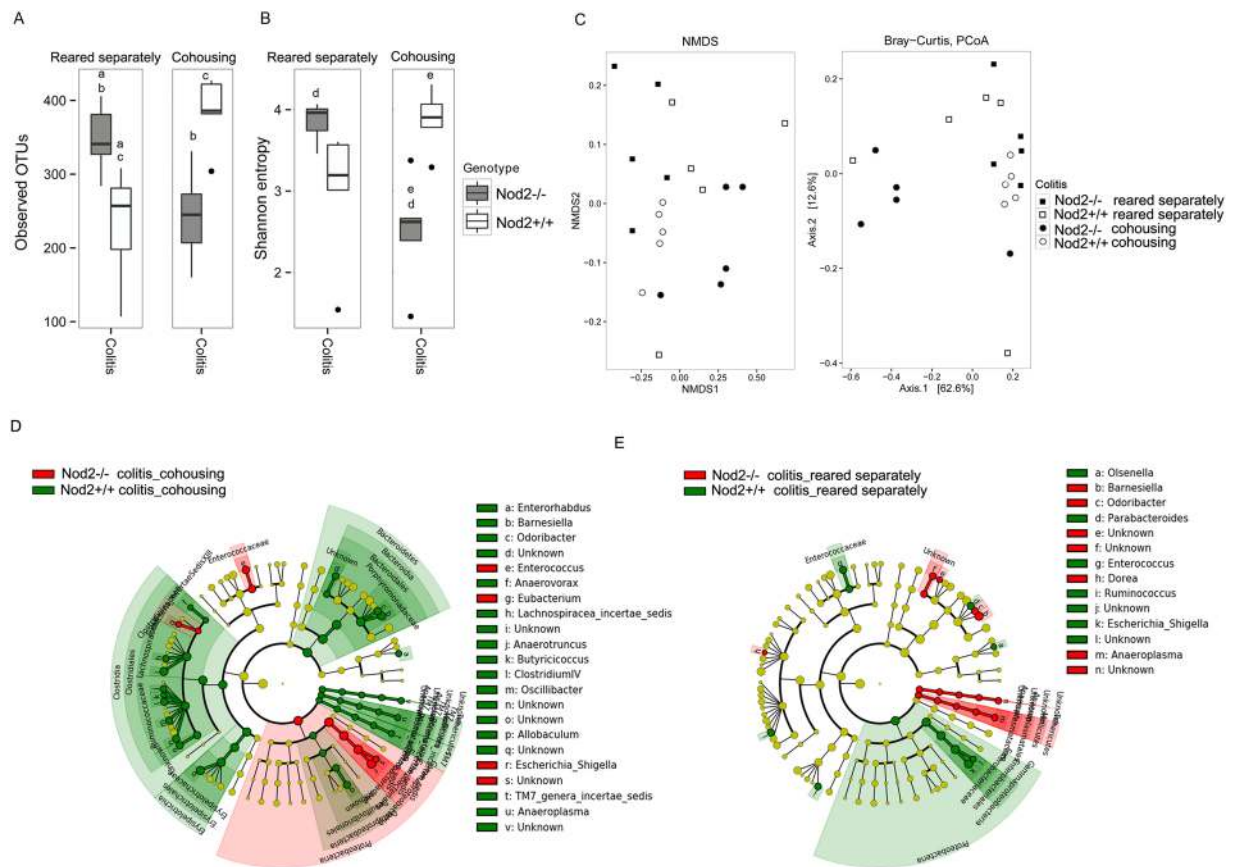 A
Reared separately
Cohousing
Observed OTUs
400
300
200
100
a
b
a
c
b
c
Colitis
Colitis
B
Reared separately
Cohousing
Shannon entropy
4
3
2
d
e
d
e
Colitis
Colitis
Genotype
Nod2-/-
Nod2+/+
C
NMDS
NMDS2
0.2
0.1
0.0
-0.1
-0.2
-0.25
0.00
0.25
0.50
NMDS1
Bray-Curtis, PCoA
Axis.2 [12.6%]
0.2
0.0
-0.2
-0.4
-0.6
-0.4
-0.2
0.0
0.2
Axis.1 [62.6%]
Colitis
Nod2-/- reared separately
Nod2+/+ reared separately
Nod2-/- cohousing
Nod2+/+ cohousing
D
Nod2-/- colitis_cohousing
Nod2+/+ colitis_cohousing
Enterococcaceae
Unknown
Bacteroidetes
Bacteroidia
Bacteroidales
Porphyromonadaceae
Clostridia
Clostridiales
Ruminococcaceae
Erysipelotrichia
Erysipelotrichales
Erysipelotrichaceae
Proteobacteria
a: Enterorhabdus
b: Barnesiella
c: Odoribacter
d: Unknown
e: Enterococcus
f: Anaerovorax
g: Eubacterium
h: Lachnospiracea_incertae_sedis
i: Unknown
j: Anaerotruncus
k: Butyricicoccus
l: ClostridiumIV
m: Oscillibacter
n: Unknown
o: Unknown
p: Allobaculum
q: Unknown
r: Escherichia_Shigella
s: Unknown
t: TM7_genera_incertae_sedis
u: Anaeroplasma
v: Unknown
E
Nod2-/- colitis_reared separately
Nod2+/+ colitis_reared separately
Enterococcaceae
Unknown
Tenericutes
Gammaproteobacteria
Proteobacteria
a: Olsenella
b: Barnesiella
c: Odoribacter
d: Parabacteroides
e: Unknown
f: Unknown
g: Enterococcus
h: Dorea
i: Ruminococcus
j: Unknown
k: Escherichia_Shigella
l: Unknown
m: Anaeroplasma
n: Unknown